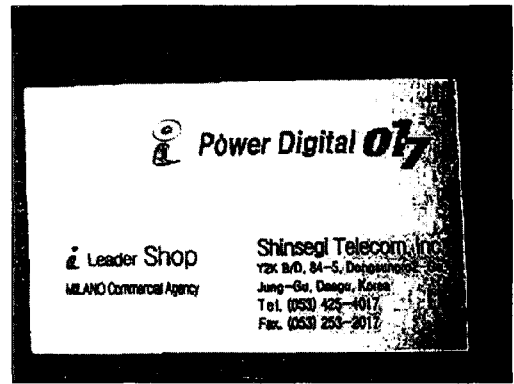 Power Digital 017
i Leader Shop
MILANO Commercial Agency
Shinsegi Telecom, Inc
Y2K B/D, 84-5,
Jung-Gu, Daegu, Korea
Tel. (053) 425-4017
Fax. (053) 253-2017